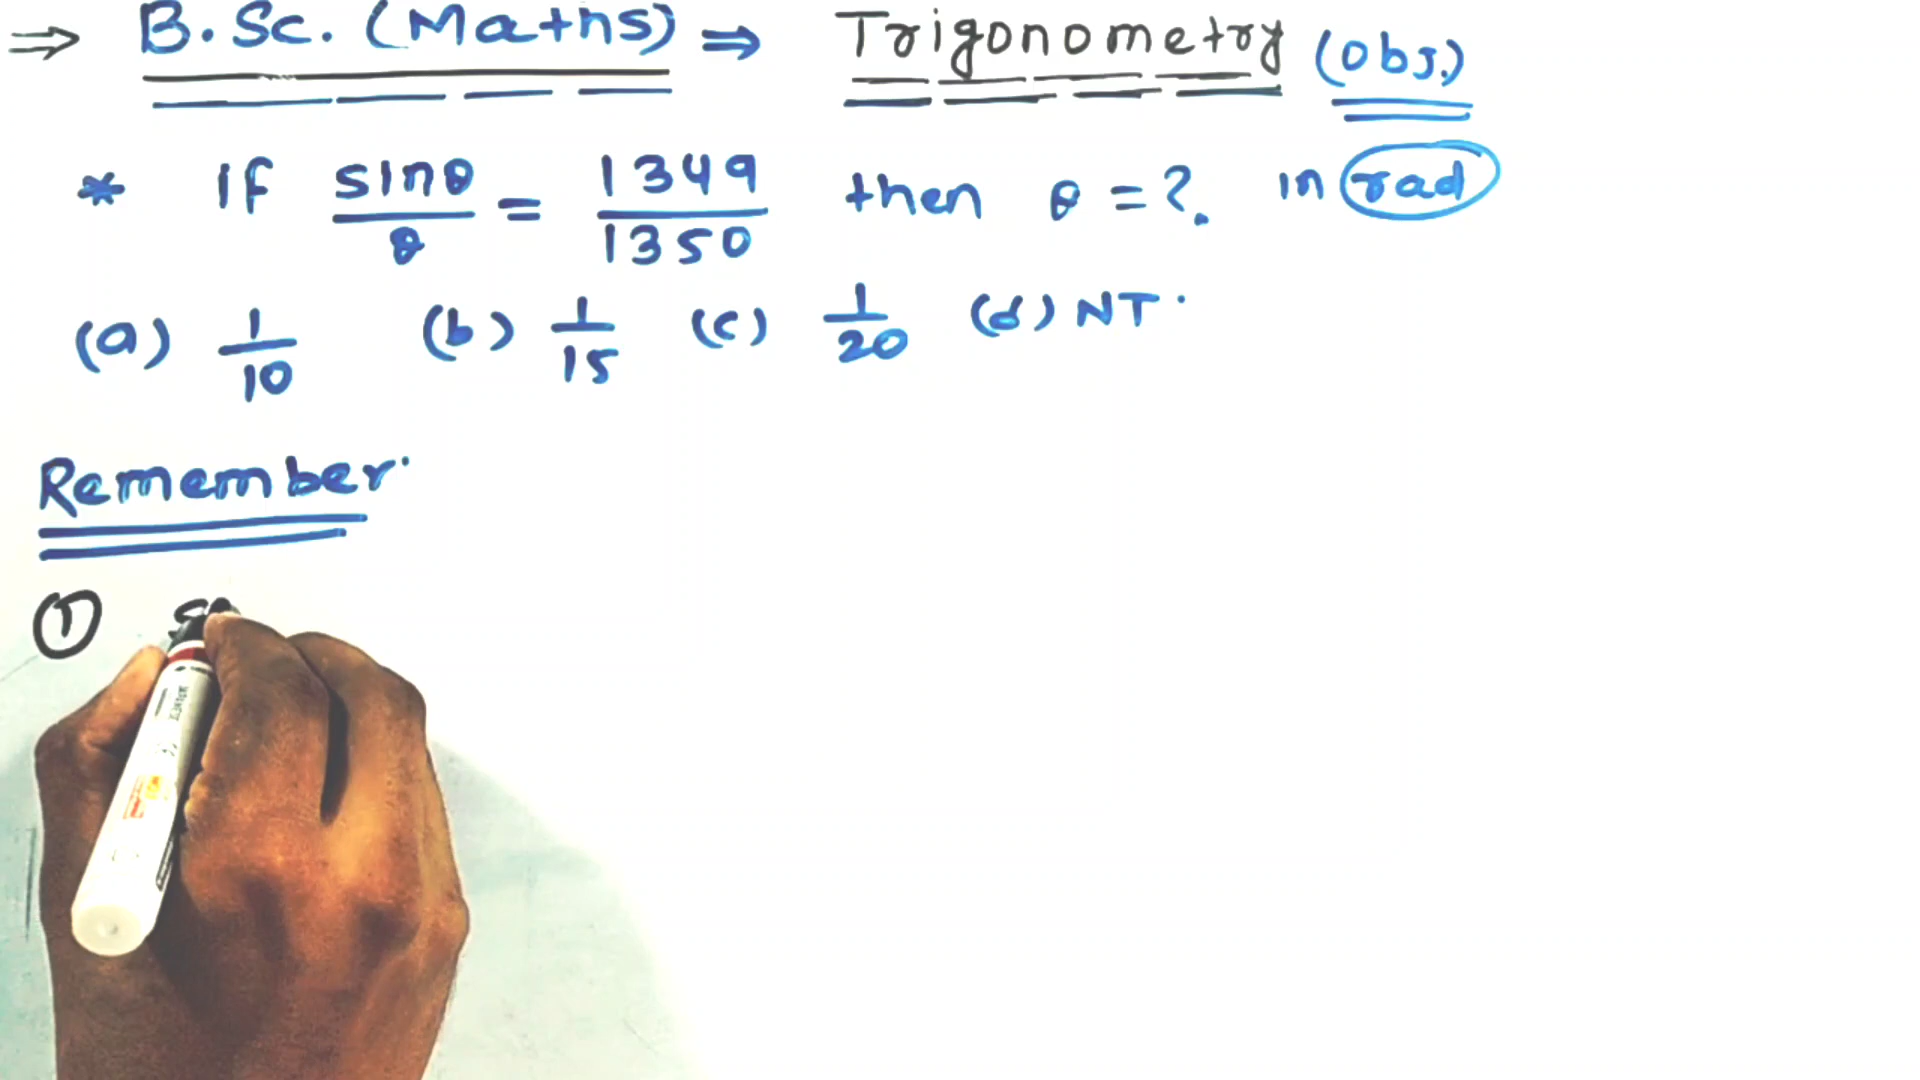 ⇒ B.Sc. (Maths) ⇒ Trigonometry (Obj.)
* If sinθ/θ = 1349/1350 then θ = ?. in rad
(a) 1/10 (b) 1/15 (c) 1/20 (d) NT.
Remember.
① S